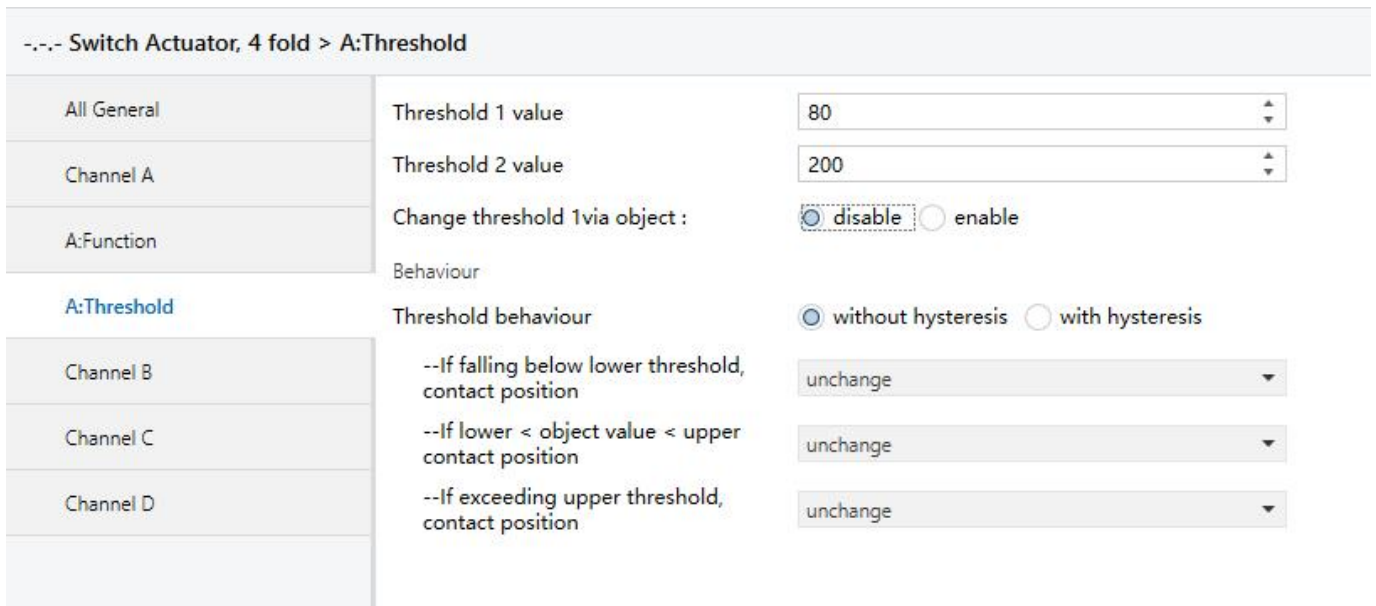 -.-.- Switch Actuator, 4 fold > A:Threshold
All General
Channel A
A:Function
A:Threshold
Channel B
Channel C
Channel D
Threshold 1 value
80
Threshold 2 value
200
Change threshold 1via object :
disable
enable
Behaviour
Threshold behaviour
without hysteresis
with hysteresis
--If falling below lower threshold,
contact position
unchange
--If lower < object value < upper
contact position
unchange
--If exceeding upper threshold,
contact position
unchange